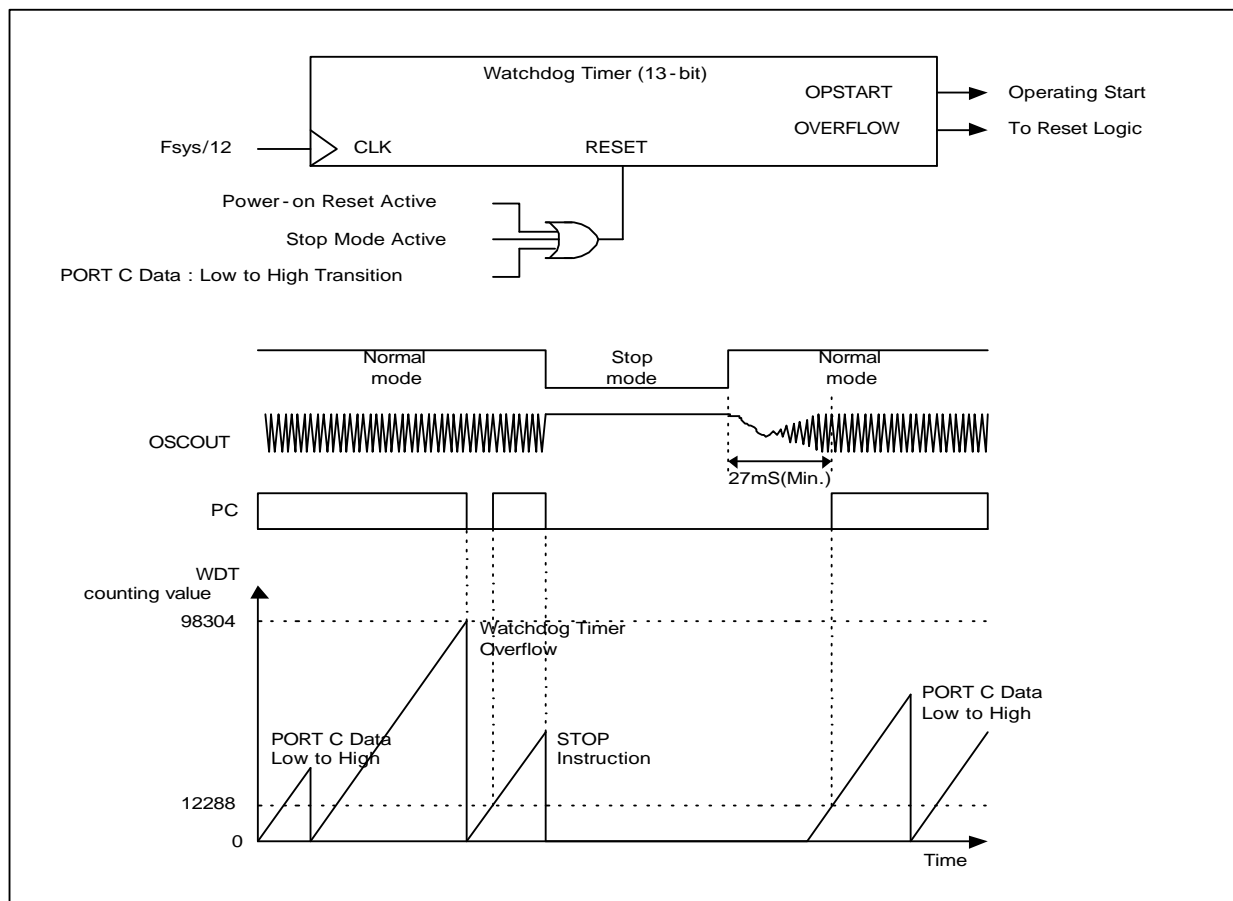 Watchdog Timer (13-bit)
OPSTART
Operating Start
OVERFLOW
To Reset Logic
Fsys/12
CLK
RESET
Power-on Reset Active
Stop Mode Active
PORT C Data : Low to High Transition
Normal
mode
Stop
mode
Normal
mode
OSCOUT
27mS(Min.)
PC
WDT
counting value
98304
Watchdog Timer
Overflow
PORT C Data
Low to High
STOP
Instruction
PORT C Data
Low to High
12288
0
Time